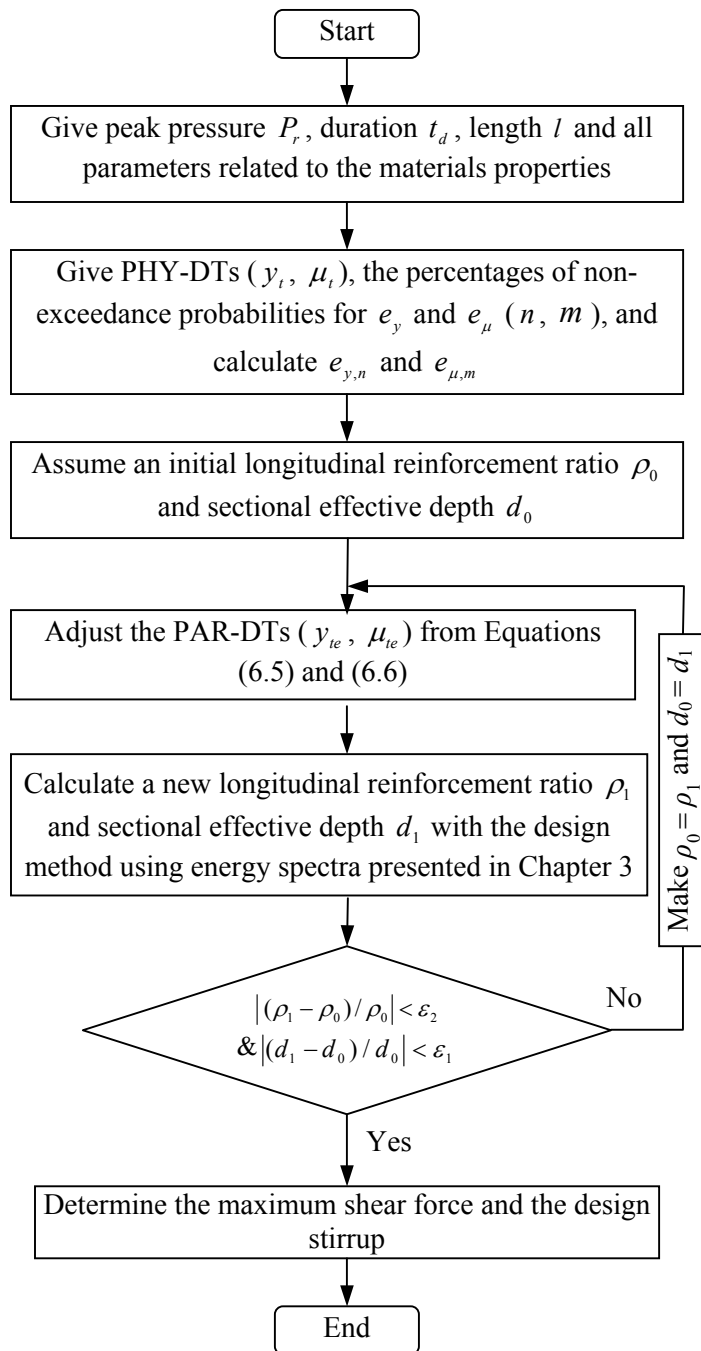 Start
Give peak pressure P_r, duration t_d, length l and all
parameters related to the materials properties
Give PHY-DTs (y_t, μ_t), the percentages of non-
exceedance probabilities for e_y and e_μ (n, m), and
calculate e_{y,n} and e_{μ,m}
Assume an initial longitudinal reinforcement ratio ρ_0
and sectional effective depth d_0
Adjust the PAR-DTs (y_{te}, μ_{te}) from Equations
(6.5) and (6.6)
Calculate a new longitudinal reinforcement ratio ρ_1
and sectional effective depth d_1 with the design
method using energy spectra presented in Chapter 3
|(ρ_1 − ρ_0) / ρ_0| < ε_2
&|(d_1 − d_0) / d_0| < ε_1
No
Make ρ_0 = ρ_1 and d_0 = d_1
Yes
Determine the maximum shear force and the design
stirrup
End